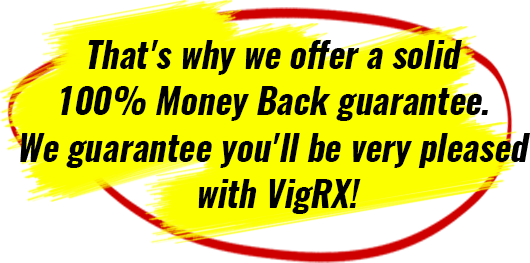 That's why we offer a solid
100% Money Back guarantee.
We guarantee you'll be very pleased
with VigRX!